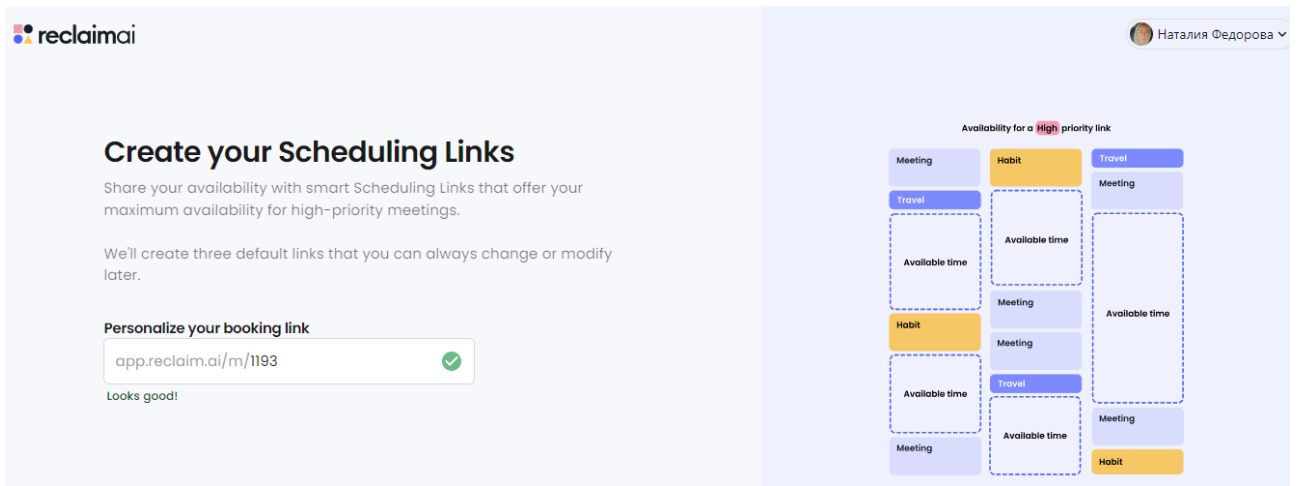 reclaimai
Наталия Федорова
Create your Scheduling Links
Share your availability with smart Scheduling Links that offer your
maximum availability for high-priority meetings.
We'll create three default links that you can always change or modify
later.
Personalize your booking link
app.reclaim.ai/m/1193
Looks good!
Availability for a High priority link
Meeting
Travel
Available time
Habit
Available time
Meeting
Habit
Available time
Meeting
Meeting
Travel
Available time
Travel
Meeting
Available time
Meeting
Habit